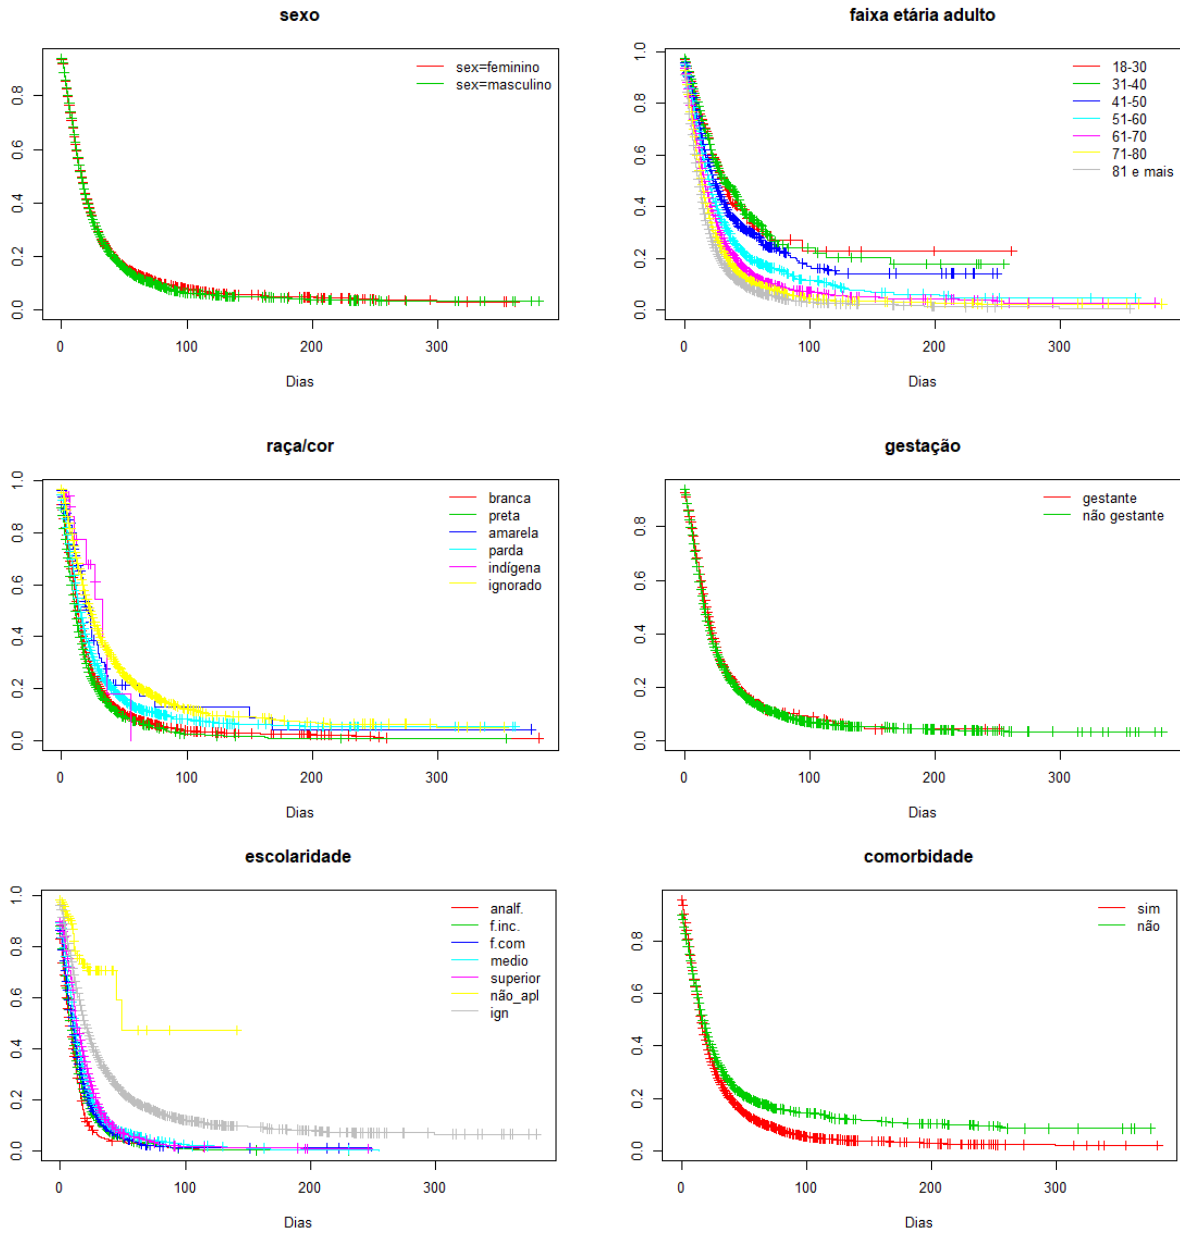 sexo
sex=feminino
sex=masculino
0.0 0.2 0.4 0.6 0.8
0 100 200 300
Dias
faixa etária adulto
18-30
31-40
41-50
51-60
61-70
71-80
81 e mais
0.0 0.2 0.4 0.6 0.8 1.0
0 100 200 300
Dias
raça/cor
branca
preta
amarela
parda
indígena
ignorado
0.0 0.2 0.4 0.6 0.8 1.0
0 100 200 300
Dias
gestação
gestante
não gestante
0.0 0.2 0.4 0.6 0.8
0 100 200 300
Dias
escolaridade
analf.
f.inc.
f.com
medio
superior
não_apl
ign
0.0 0.2 0.4 0.6 0.8 1.0
0 100 200 300
Dias
comorbidade
sim
não
0.0 0.2 0.4 0.6 0.8
0 100 200 300
Dias